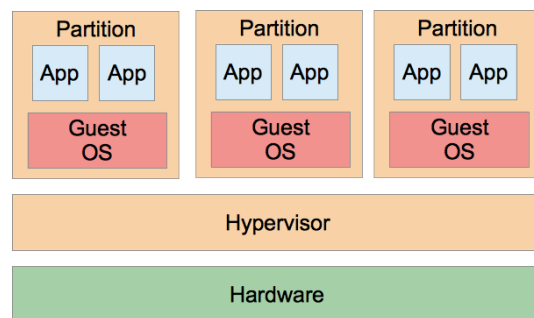 Partition
App App
Guest
OS
Partition
App App
Guest
OS
Partition
App App
Guest
OS
Hypervisor
Hardware